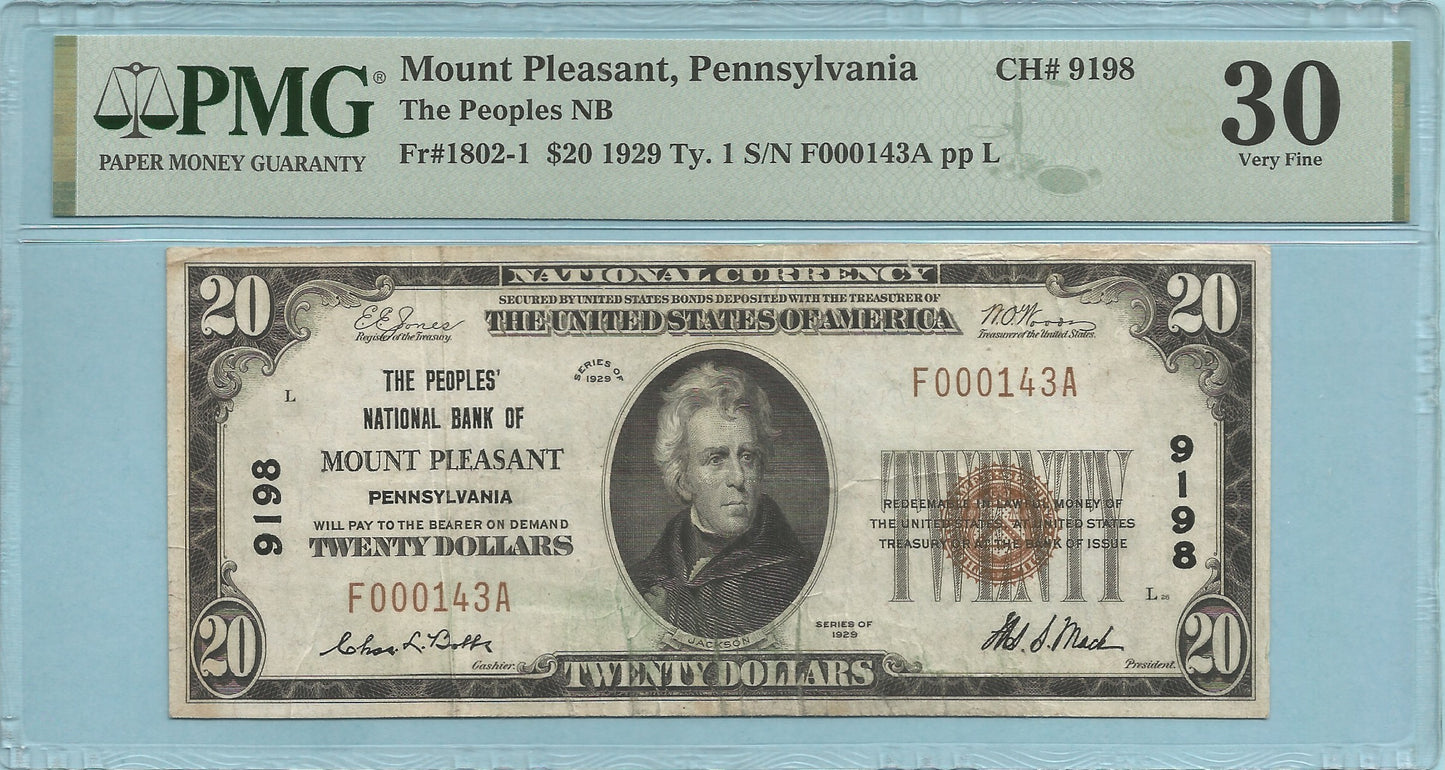 PMG®
PAPER MONEY GUARANTY
Mount Pleasant, Pennsylvania CH# 9198
The Peoples NB
Fr#1802-1 $20 1929 Ty. 1 S/N F000143A pp L
30
Very Fine
20 NATIONAL CURRENCY 20
SECURED BY UNITED STATES BONDS DEPOSITED WITH THE TREASURER OF
THE UNITED STATES OF AMERICA
E E Jones
Register of the Treasury.
W.O. Woods
Treasurer of the United States.
SERIES OF
1929
L
THE PEOPLES'
NATIONAL BANK OF
MOUNT PLEASANT
PENNSYLVANIA
WILL PAY TO THE BEARER ON DEMAND
TWENTY DOLLARS
9198
F000143A
F000143A
9198
TWENTY
REDEEMABLE IN LAWFUL MONEY OF
THE UNITED STATES AT UNITED STATES
TREASURY OR AT THE BANK OF ISSUE
L 26
JACKSON
SERIES OF
1929
Chas. L.
Cashier.
S. Mack
President.
20 TWENTY DOLLARS 20